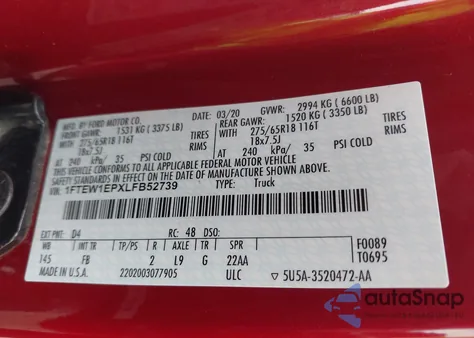 MFD. BY FORD MOTOR CO.
03/20 GVWR: 2994 KG (6600 LB)
FRONT GAWR: 1531 KG (3375 LB)
REAR GAWR: 1520 KG (3350 LB)
WITH 275/65R18 116T TIRES
WITH 275/65R18 116T TIRES
18x7.5J
18x7.5J
AT 240 kPa/ 35 PSI COLD
AT 240 kPa/ 35 PSI COLD
THIS VEHICLE CONFORMS TO ALL APPLICABLE FEDERAL MOTOR VEHICLE
SAFETY STANDARDS IN EFFECT ON THE DATE OF MANUFACTURE SHOWN ABOVE.
VIN: 1FTEW1EPXLFB52739 TYPE: Truck
EXT PNT: D4 RC: 48 DSO:
WB INT TR TP/PS R AXLE TR SPR F0089
145 FB 2 L9 G 22AA T0695
MADE IN U.S.A. 2202003077905 ULC ▽ 5U5A-3520472-AA
autoSnap